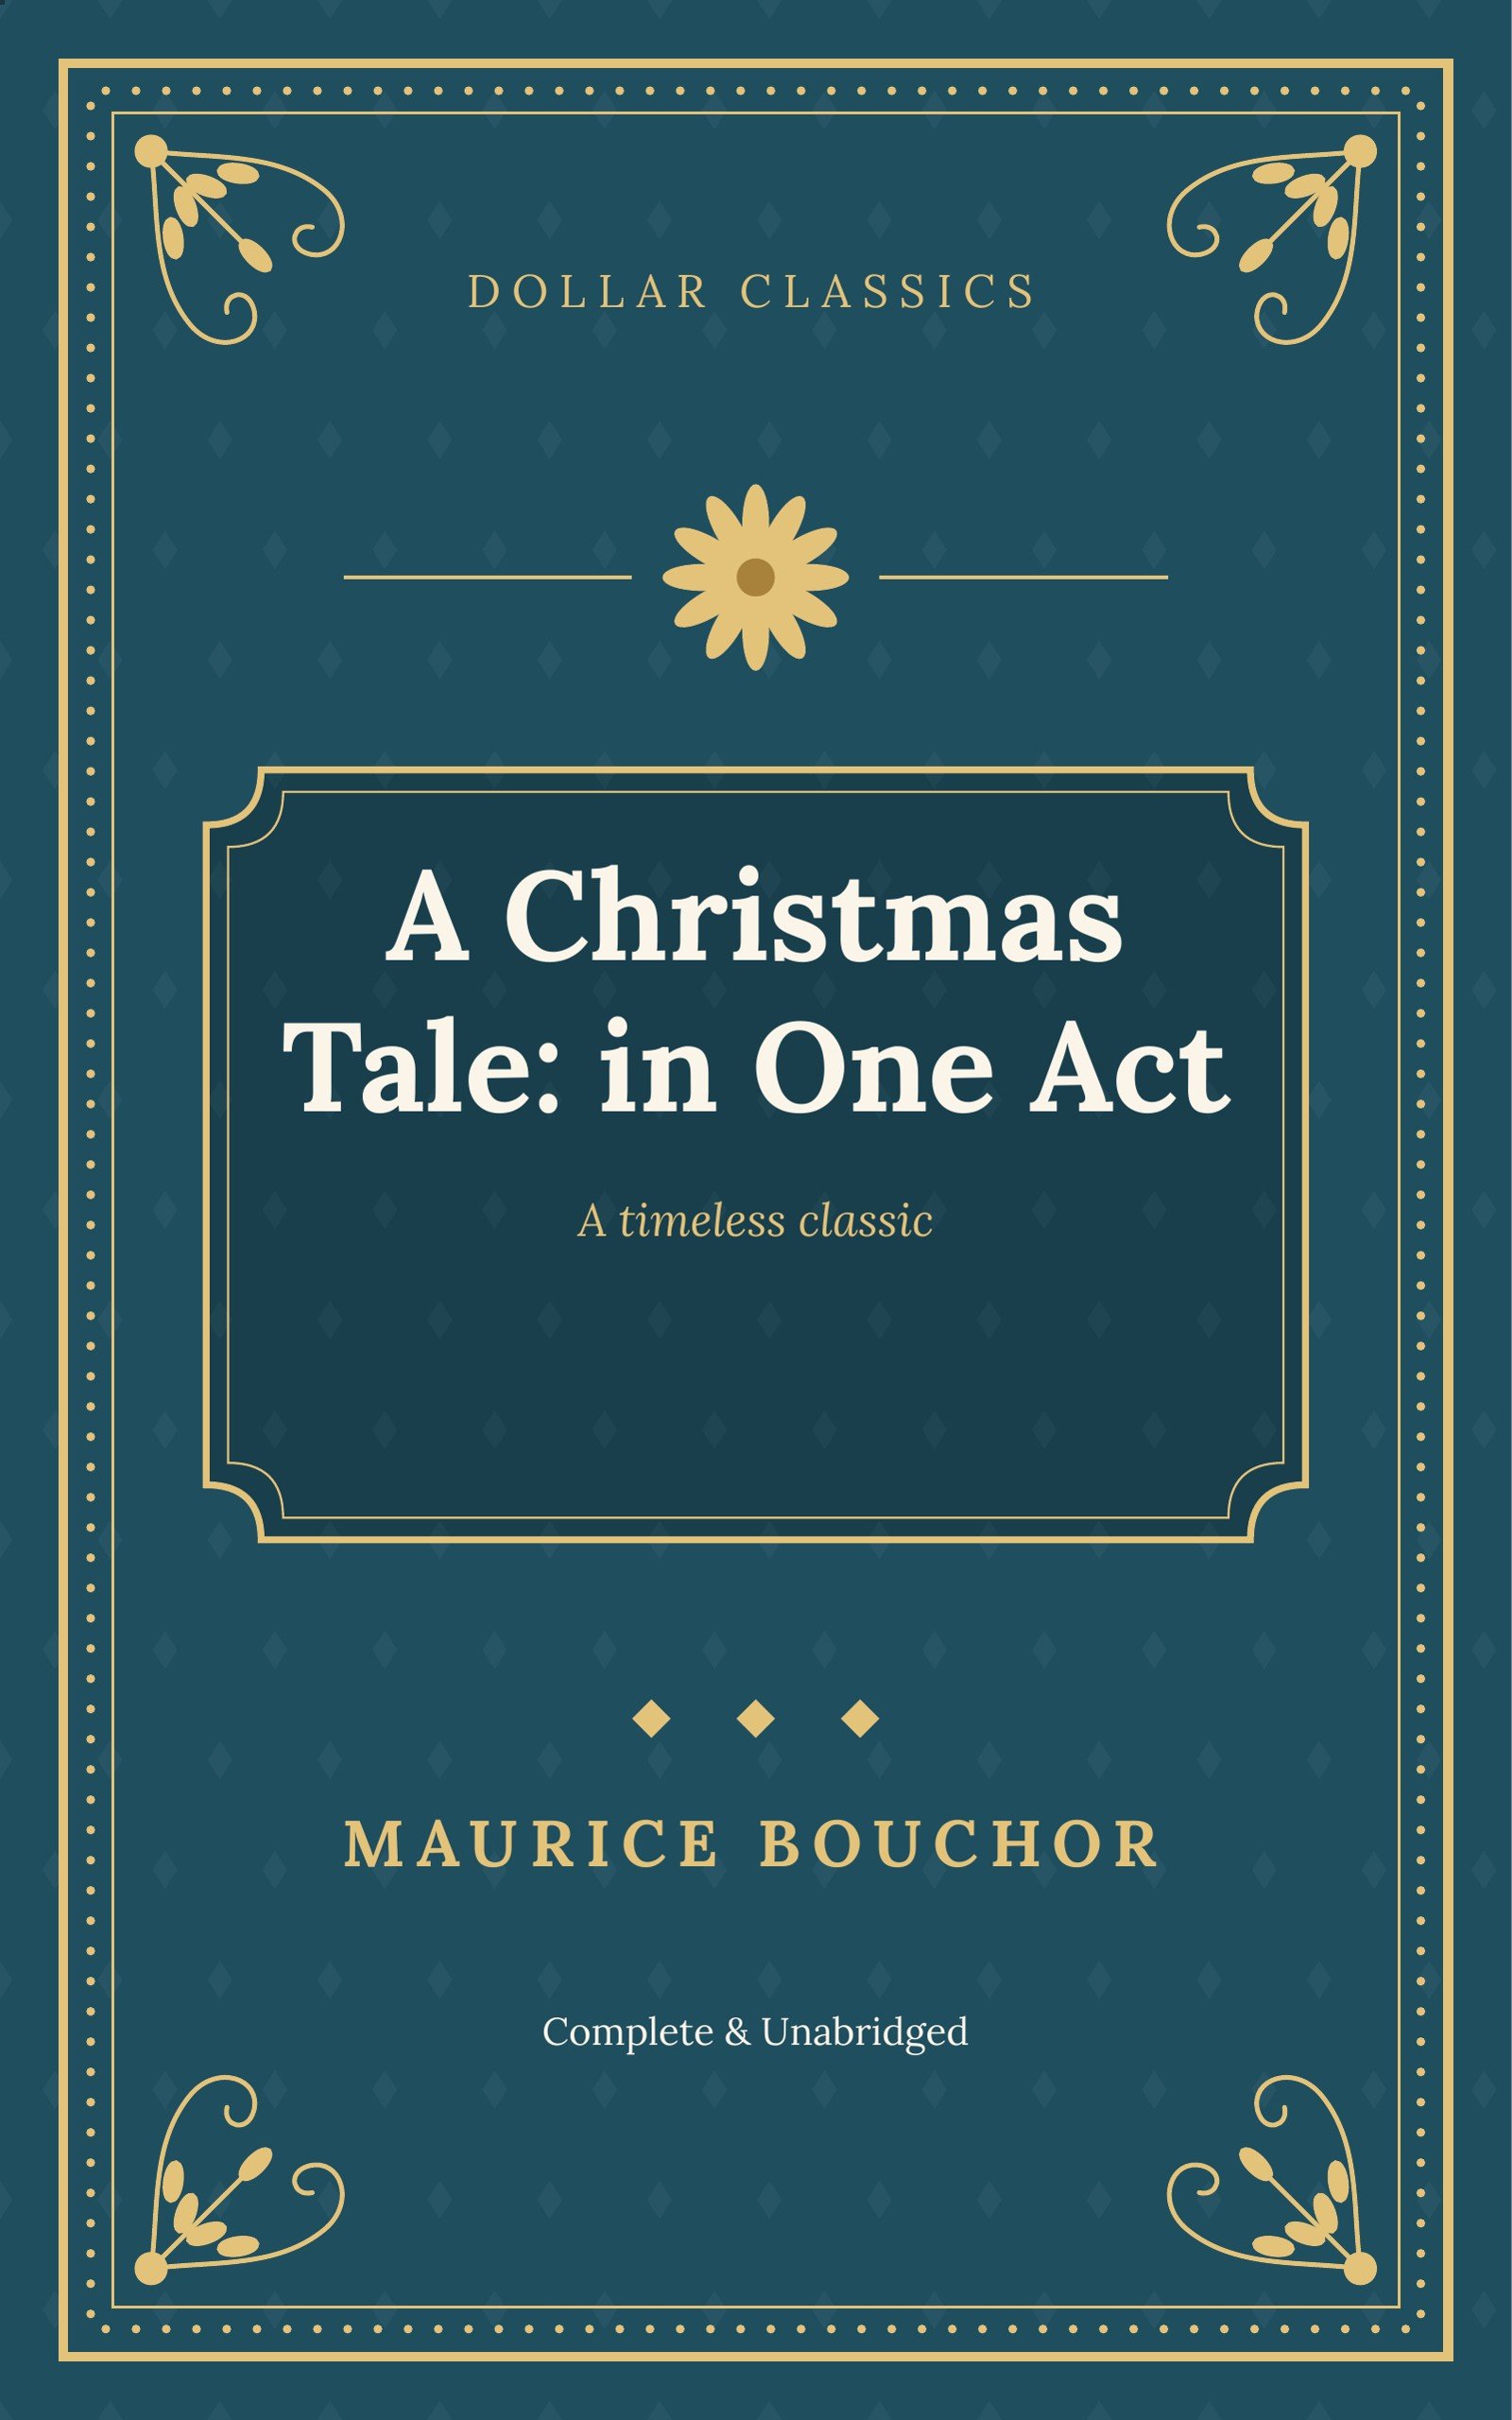 DOLLAR CLASSICS
A Christmas
Tale: in One Act
A timeless classic
MAURICE BOUCHOR
Complete & Unabridged